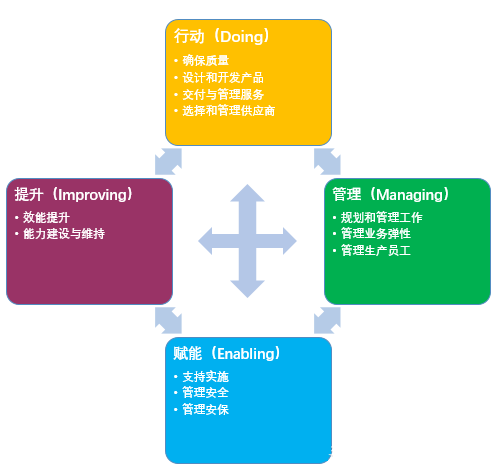 行动（Doing）
• 确保质量
• 设计和开发产品
• 交付与管理服务
• 选择和管理供应商
提升（Improving）
• 效能提升
• 能力建设与维持
管理（Managing）
• 规划和管理工作
• 管理业务弹性
• 管理生产员工
赋能（Enabling）
• 支持实施
• 管理安全
• 管理安保